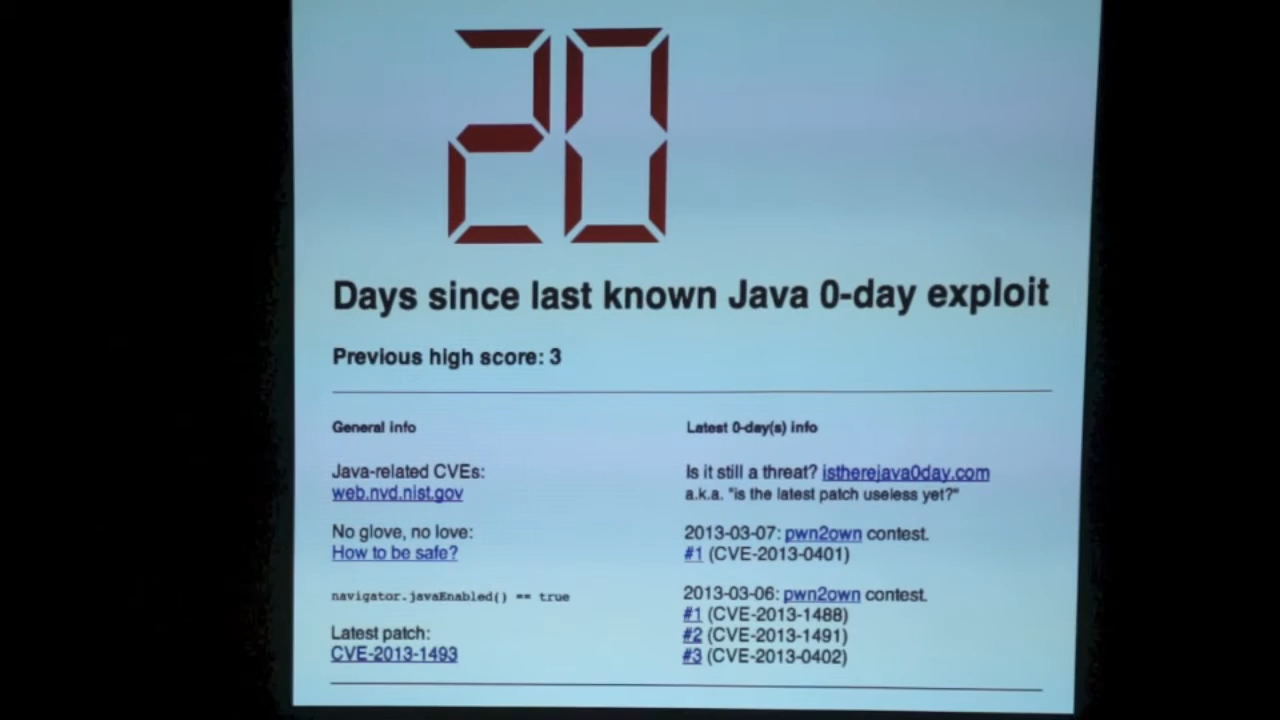 20
Days since last known Java 0-day exploit
Previous high score: 3
General info
Java-related CVEs:
web.nvd.nist.gov
No glove, no love:
How to be safe?
navigator.javaEnabled() == true
Latest patch:
CVE-2013-1493
Latest 0-day(s) info
Is it still a threat? istherejava0day.com
a.k.a. "is the latest patch useless yet?"
2013-03-07: pwn2own contest.
#1 (CVE-2013-0401)
2013-03-06: pwn2own contest.
#1 (CVE-2013-1488)
#2 (CVE-2013-1491)
#3 (CVE-2013-0402)